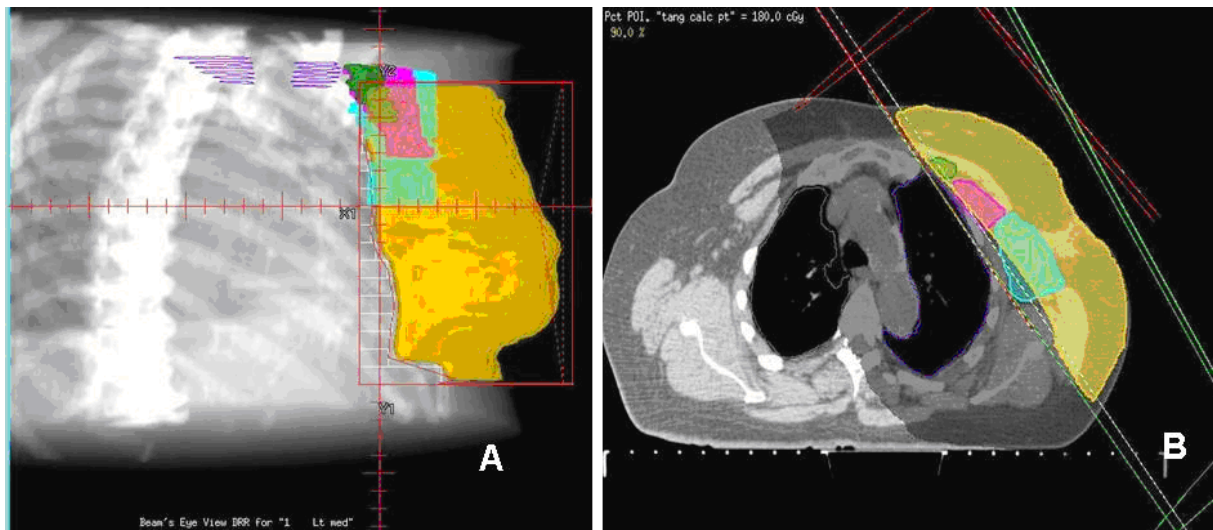 Y2
X1
Y1
A
Beam's Eye View DRR for "1 Lt med"
Pct POI. "tang calc pt" = 180.0 cGy
90.0 %
B